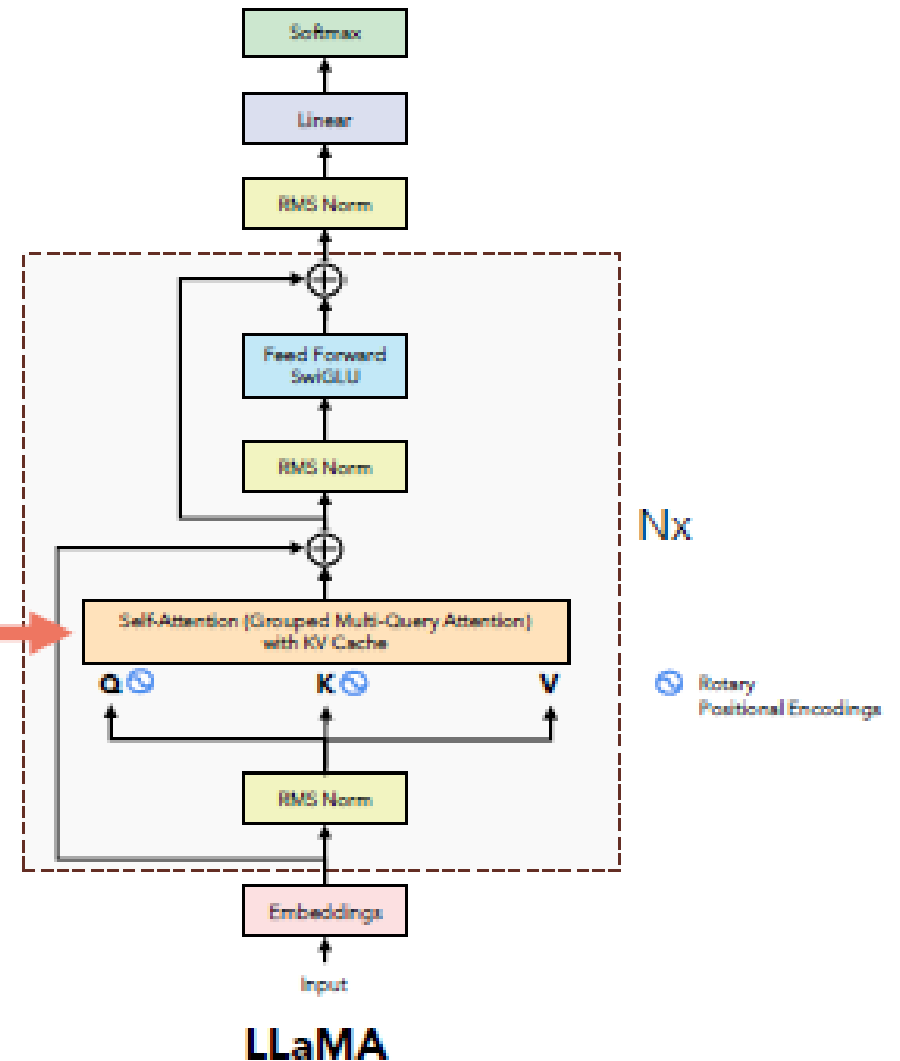 Softmax
Linear
RMS Norm
Feed Forward
SwiGLU
RMS Norm
Nx
Self-Attention (Grouped Multi-Query Attention)
with KV Cache
Q K V
Rotary
Positional Encodings
RMS Norm
Embeddings
Input
LLaMA